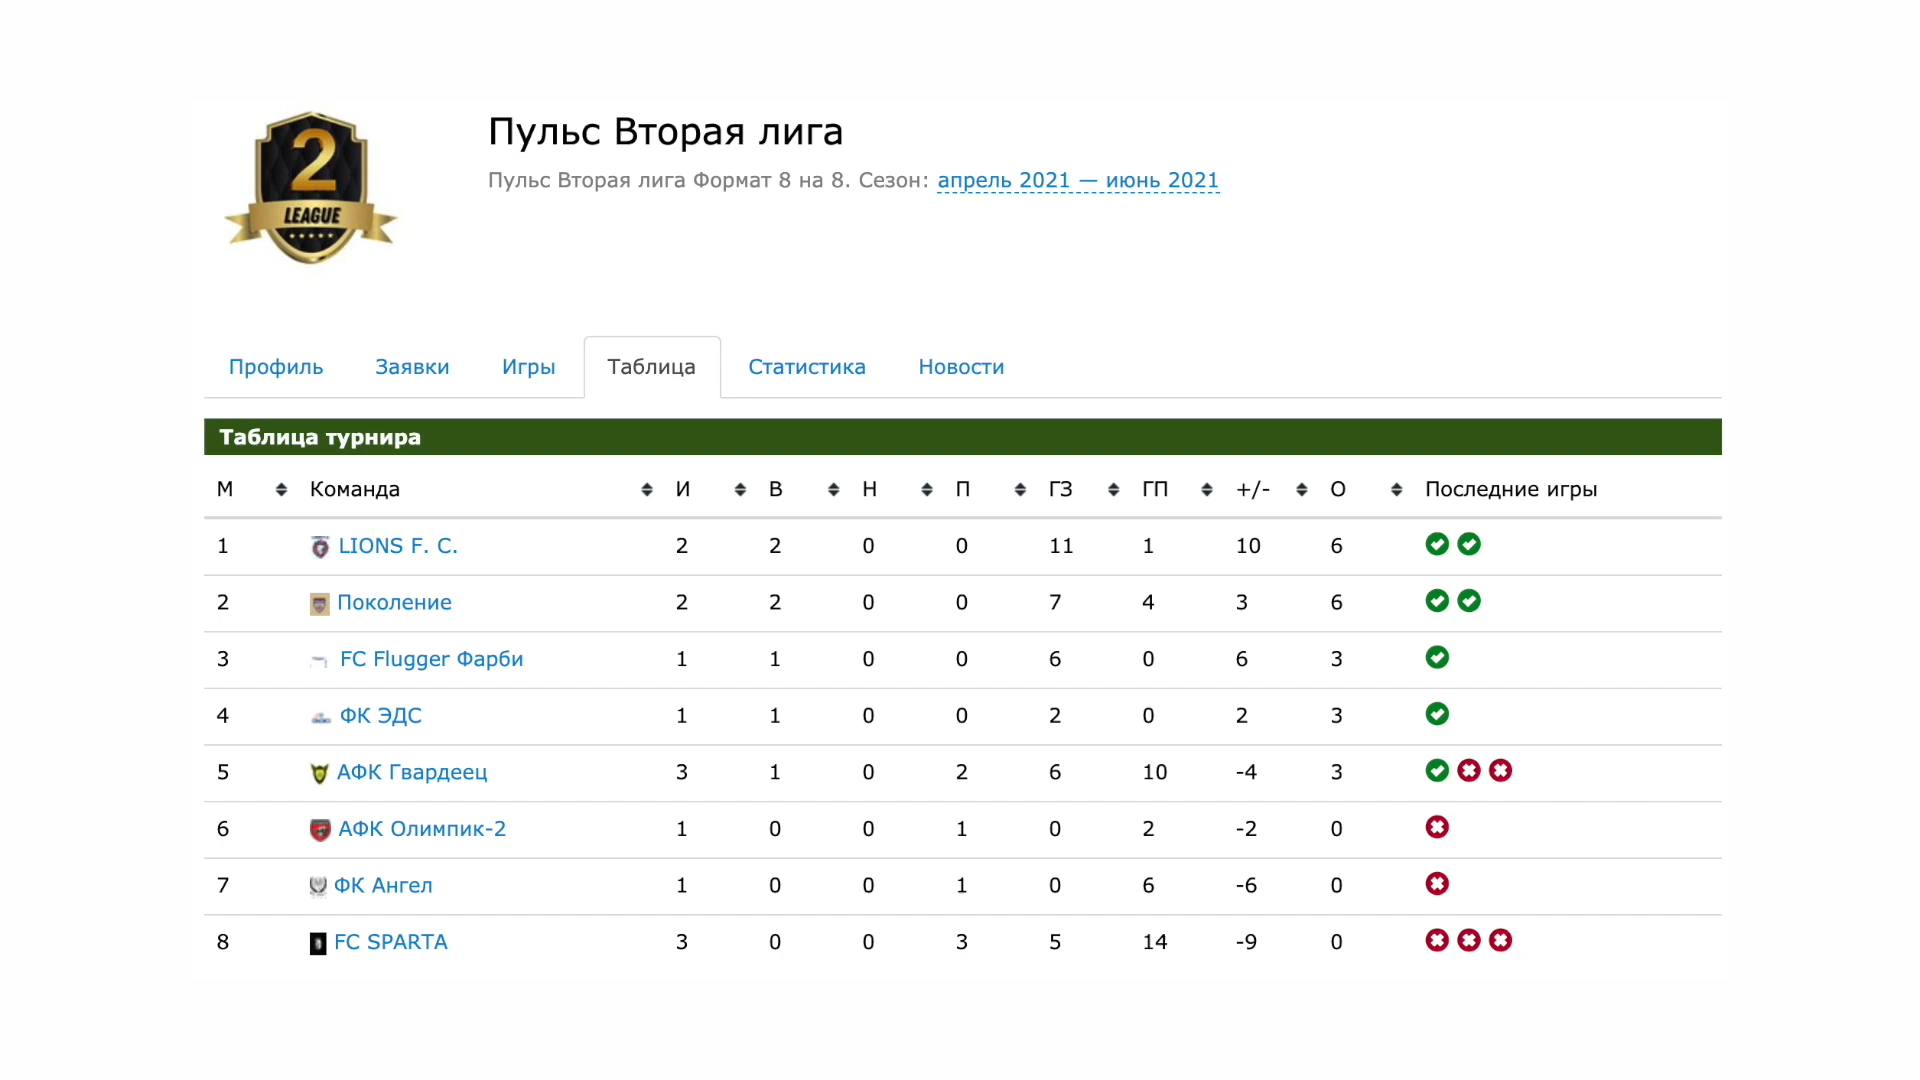 2
LEAGUE
Пульс Вторая лига
Пульс Вторая лига Формат 8 на 8. Сезон: апрель 2021 — июнь 2021
Профиль Заявки Игры Таблица Статистика Новости
Таблица турнира
М Команда И В Н П ГЗ ГП +/- О Последние игры
1 LIONS F. C. 2 2 0 0 11 1 10 6
2 Поколение 2 2 0 0 7 4 3 6
3 FC Flugger Фарби 1 1 0 0 6 0 6 3
4 ФК ЭДС 1 1 0 0 2 0 2 3
5 АФК Гвардеец 3 1 0 2 6 10 -4 3
6 АФК Олимпик-2 1 0 0 1 0 2 -2 0
7 ФК Ангел 1 0 0 1 0 6 -6 0
8 FC SPARTA 3 0 0 3 5 14 -9 0